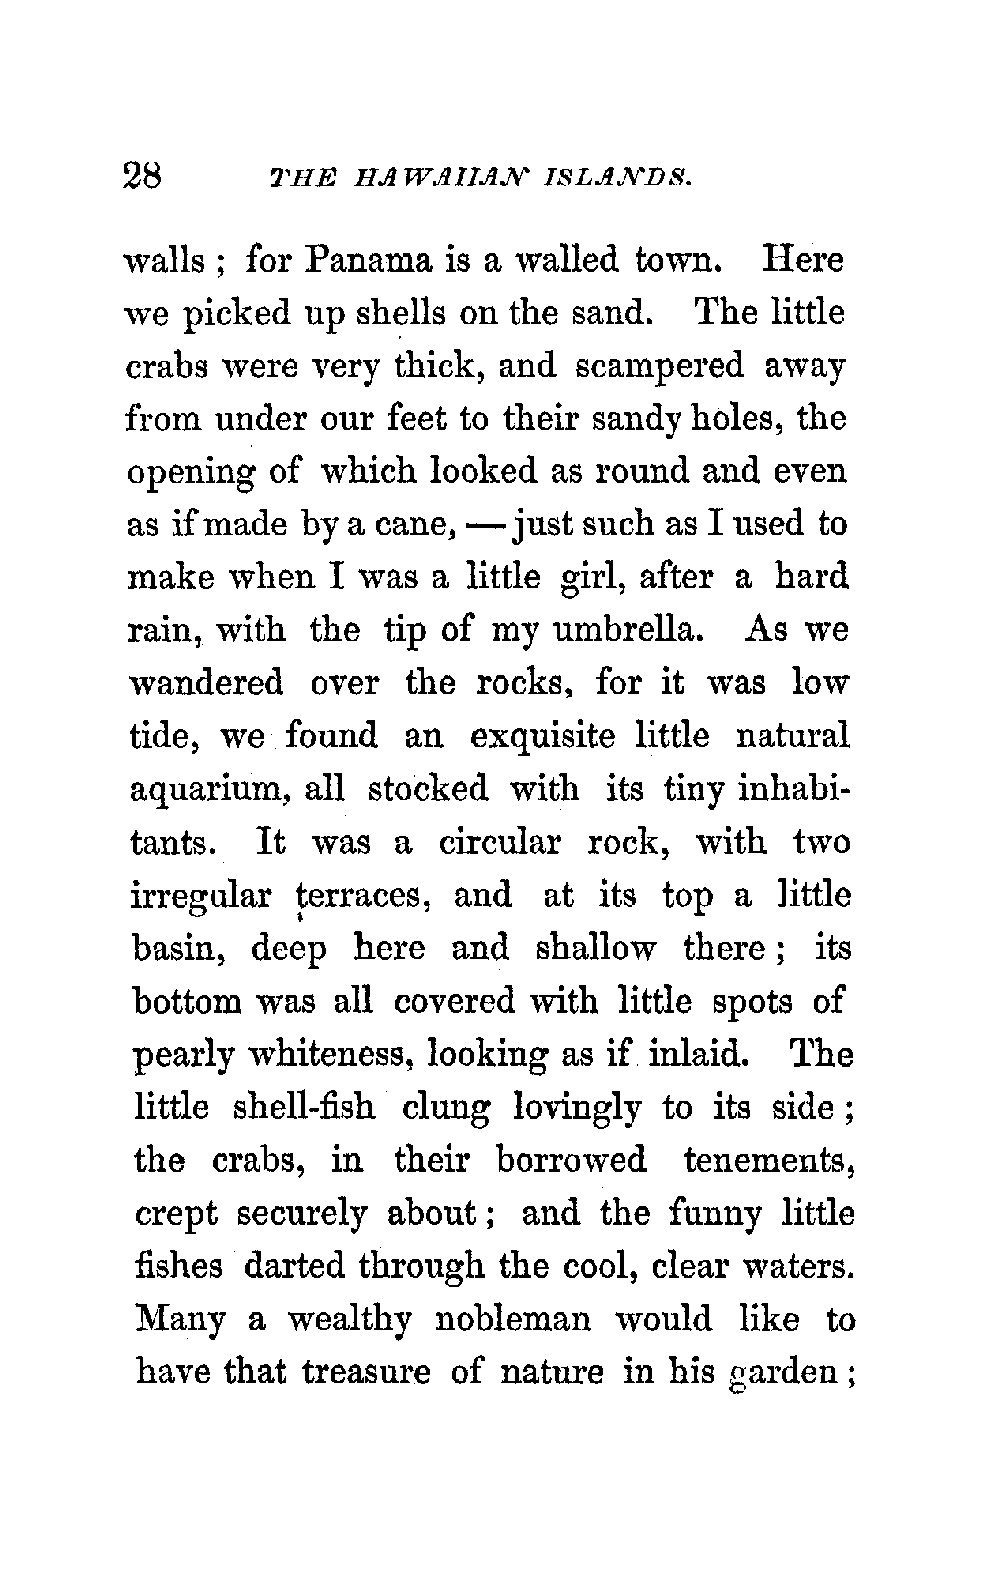 28 THE HAWAIIAN ISLANDS.
walls ; for Panama is a walled town. Here
we picked up shells on the sand. The little
crabs were very thick, and scampered away
from under our feet to their sandy holes, the
opening of which looked as round and even
as if made by a cane, — just such as I used to
make when I was a little girl, after a hard
rain, with the tip of my umbrella. As we
wandered over the rocks, for it was low
tide, we found an exquisite little natural
aquarium, all stocked with its tiny inhabi-
tants. It was a circular rock, with two
irregular terraces, and at its top a little
basin, deep here and shallow there ; its
bottom was all covered with little spots of
pearly whiteness, looking as if inlaid. The
little shell-fish clung lovingly to its side ;
the crabs, in their borrowed tenements,
crept securely about ; and the funny little
fishes darted through the cool, clear waters.
Many a wealthy nobleman would like to
have that treasure of nature in his garden ;